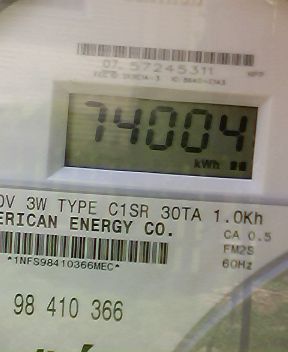 07 57245311
74004
kWh
0V 3W TYPE C1SR 30TA 1.0Kh
ERICAN ENERGY CO.
CA 0.5
FM2S
*1NFS98410366MEC*
60Hz
98 410 366